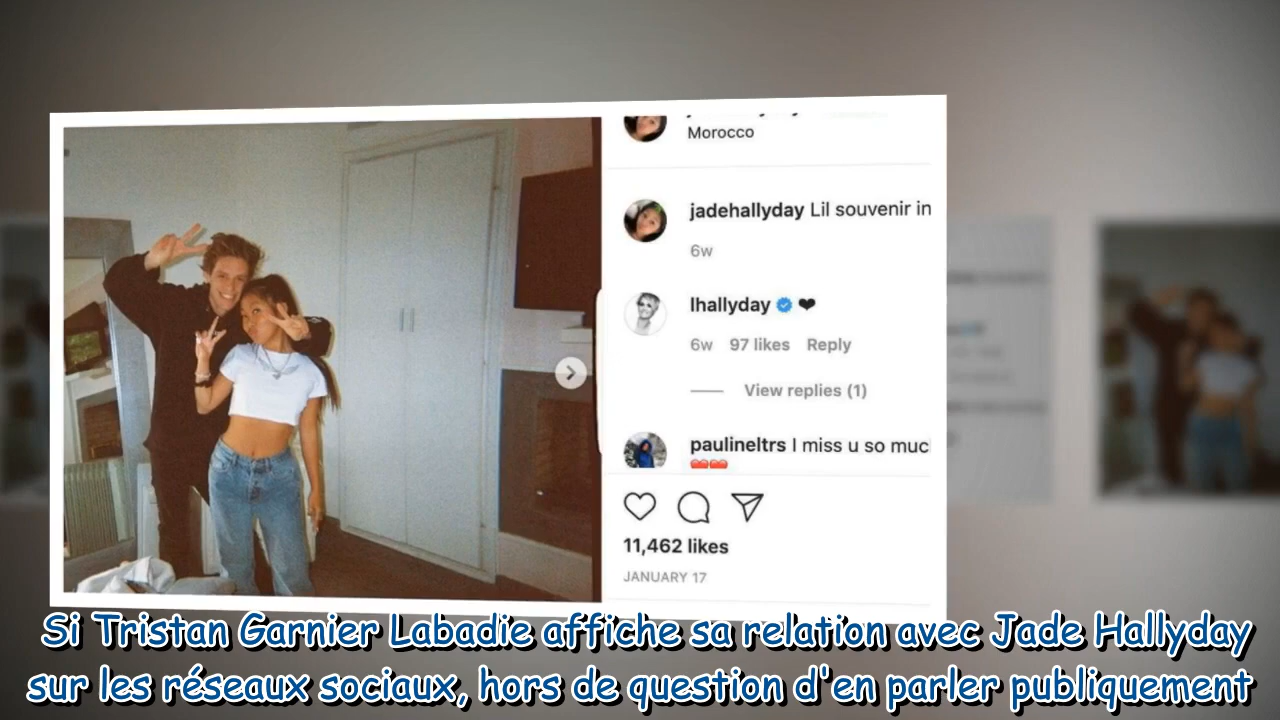 Morocco
jadehallyday Lil souvenir in
6w
lhallyday ❤
6w 97 likes Reply
View replies (1)
paulineltrs I miss u so muc
❤️❤️
11,462 likes
JANUARY 17
Si Tristan Garnier Labadie affiche sa relation avec Jade Hallyday
sur les réseaux sociaux, hors de question d'en parler publiquement